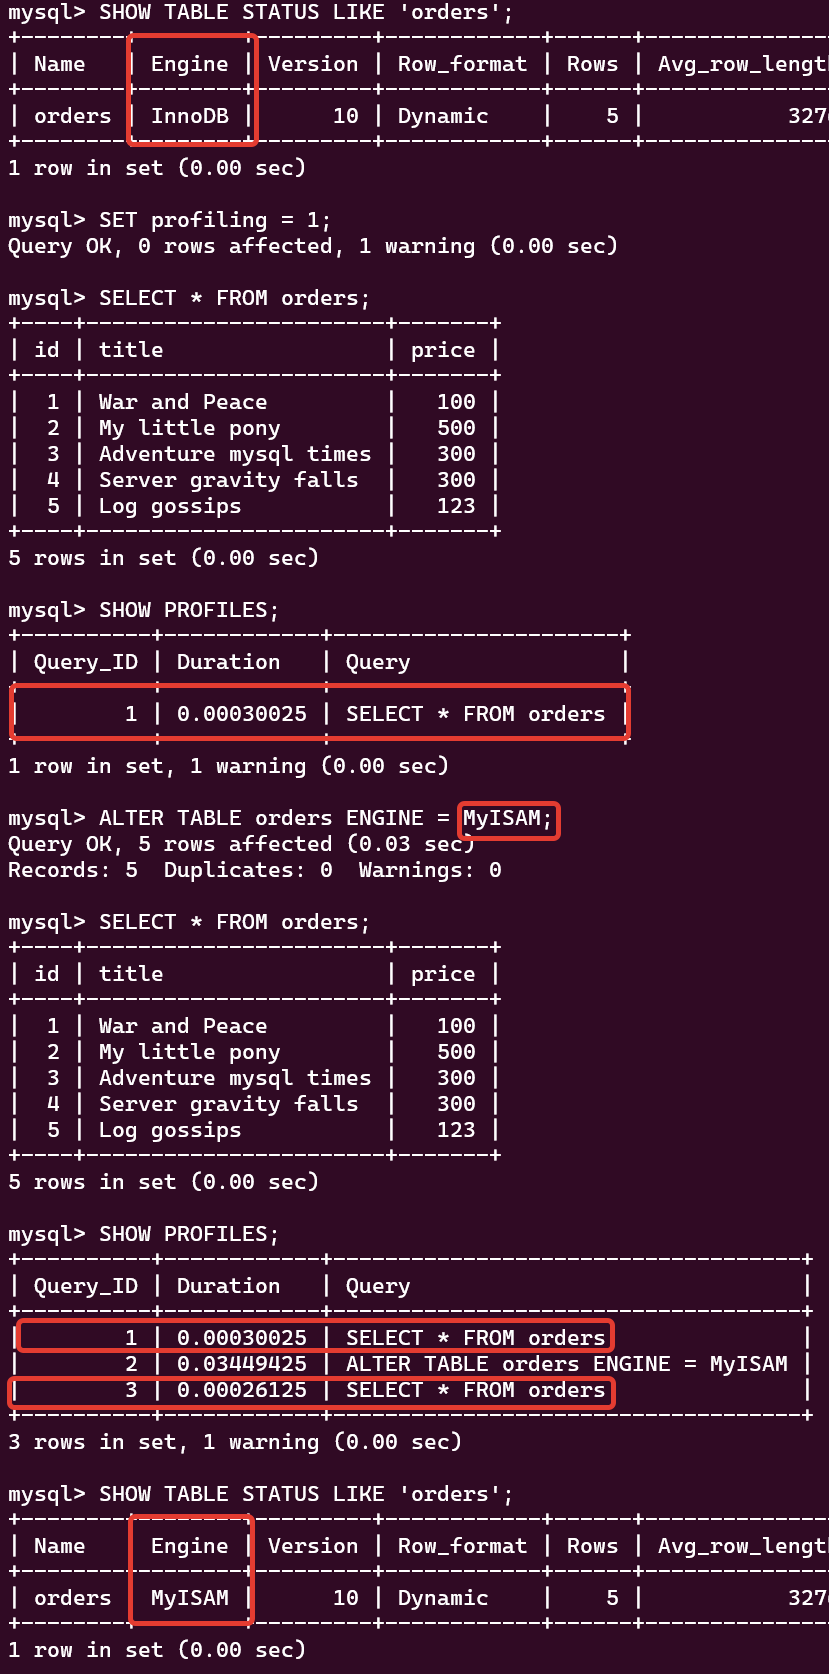 mysql> SHOW TABLE STATUS LIKE 'orders';
+--------+--------+---------+------------+------+--------------
| Name   | Engine | Version | Row_format | Rows | Avg_row_lengt
+--------+--------+---------+------------+------+--------------
| orders | InnoDB |      10 | Dynamic    |    5 |           327
+--------+--------+---------+------------+------+--------------
1 row in set (0.00 sec)

mysql> SET profiling = 1;
Query OK, 0 rows affected, 1 warning (0.00 sec)

mysql> SELECT * FROM orders;
+----+-----------------------+-------+
| id | title                 | price |
+----+-----------------------+-------+
|  1 | War and Peace         |   100 |
|  2 | My little pony        |   500 |
|  3 | Adventure mysql times |   300 |
|  4 | Server gravity falls  |   300 |
|  5 | Log gossips           |   123 |
+----+-----------------------+-------+
5 rows in set (0.00 sec)

mysql> SHOW PROFILES;
+----------+------------+----------------------+
| Query_ID | Duration   | Query                |
+----------+------------+----------------------+
|        1 | 0.00030025 | SELECT * FROM orders |
+----------+------------+----------------------+
1 row in set, 1 warning (0.00 sec)

mysql> ALTER TABLE orders ENGINE = MyISAM;
Query OK, 5 rows affected (0.03 sec)
Records: 5  Duplicates: 0  Warnings: 0

mysql> SELECT * FROM orders;
+----+-----------------------+-------+
| id | title                 | price |
+----+-----------------------+-------+
|  1 | War and Peace         |   100 |
|  2 | My little pony        |   500 |
|  3 | Adventure mysql times |   300 |
|  4 | Server gravity falls  |   300 |
|  5 | Log gossips           |   123 |
+----+-----------------------+-------+
5 rows in set (0.00 sec)

mysql> SHOW PROFILES;
+----------+------------+------------------------------------+
| Query_ID | Duration   | Query                              |
+----------+------------+------------------------------------+
|        1 | 0.00030025 | SELECT * FROM orders               |
|        2 | 0.03449425 | ALTER TABLE orders ENGINE = MyISAM |
|        3 | 0.00026125 | SELECT * FROM orders               |
+----------+------------+------------------------------------+
3 rows in set, 1 warning (0.00 sec)

mysql> SHOW TABLE STATUS LIKE 'orders';
+--------+--------+---------+------------+------+--------------
| Name   | Engine | Version | Row_format | Rows | Avg_row_lengt
+--------+--------+---------+------------+------+--------------
| orders | MyISAM |      10 | Dynamic    |    5 |           327
+--------+--------+---------+------------+------+--------------
1 row in set (0.00 sec)